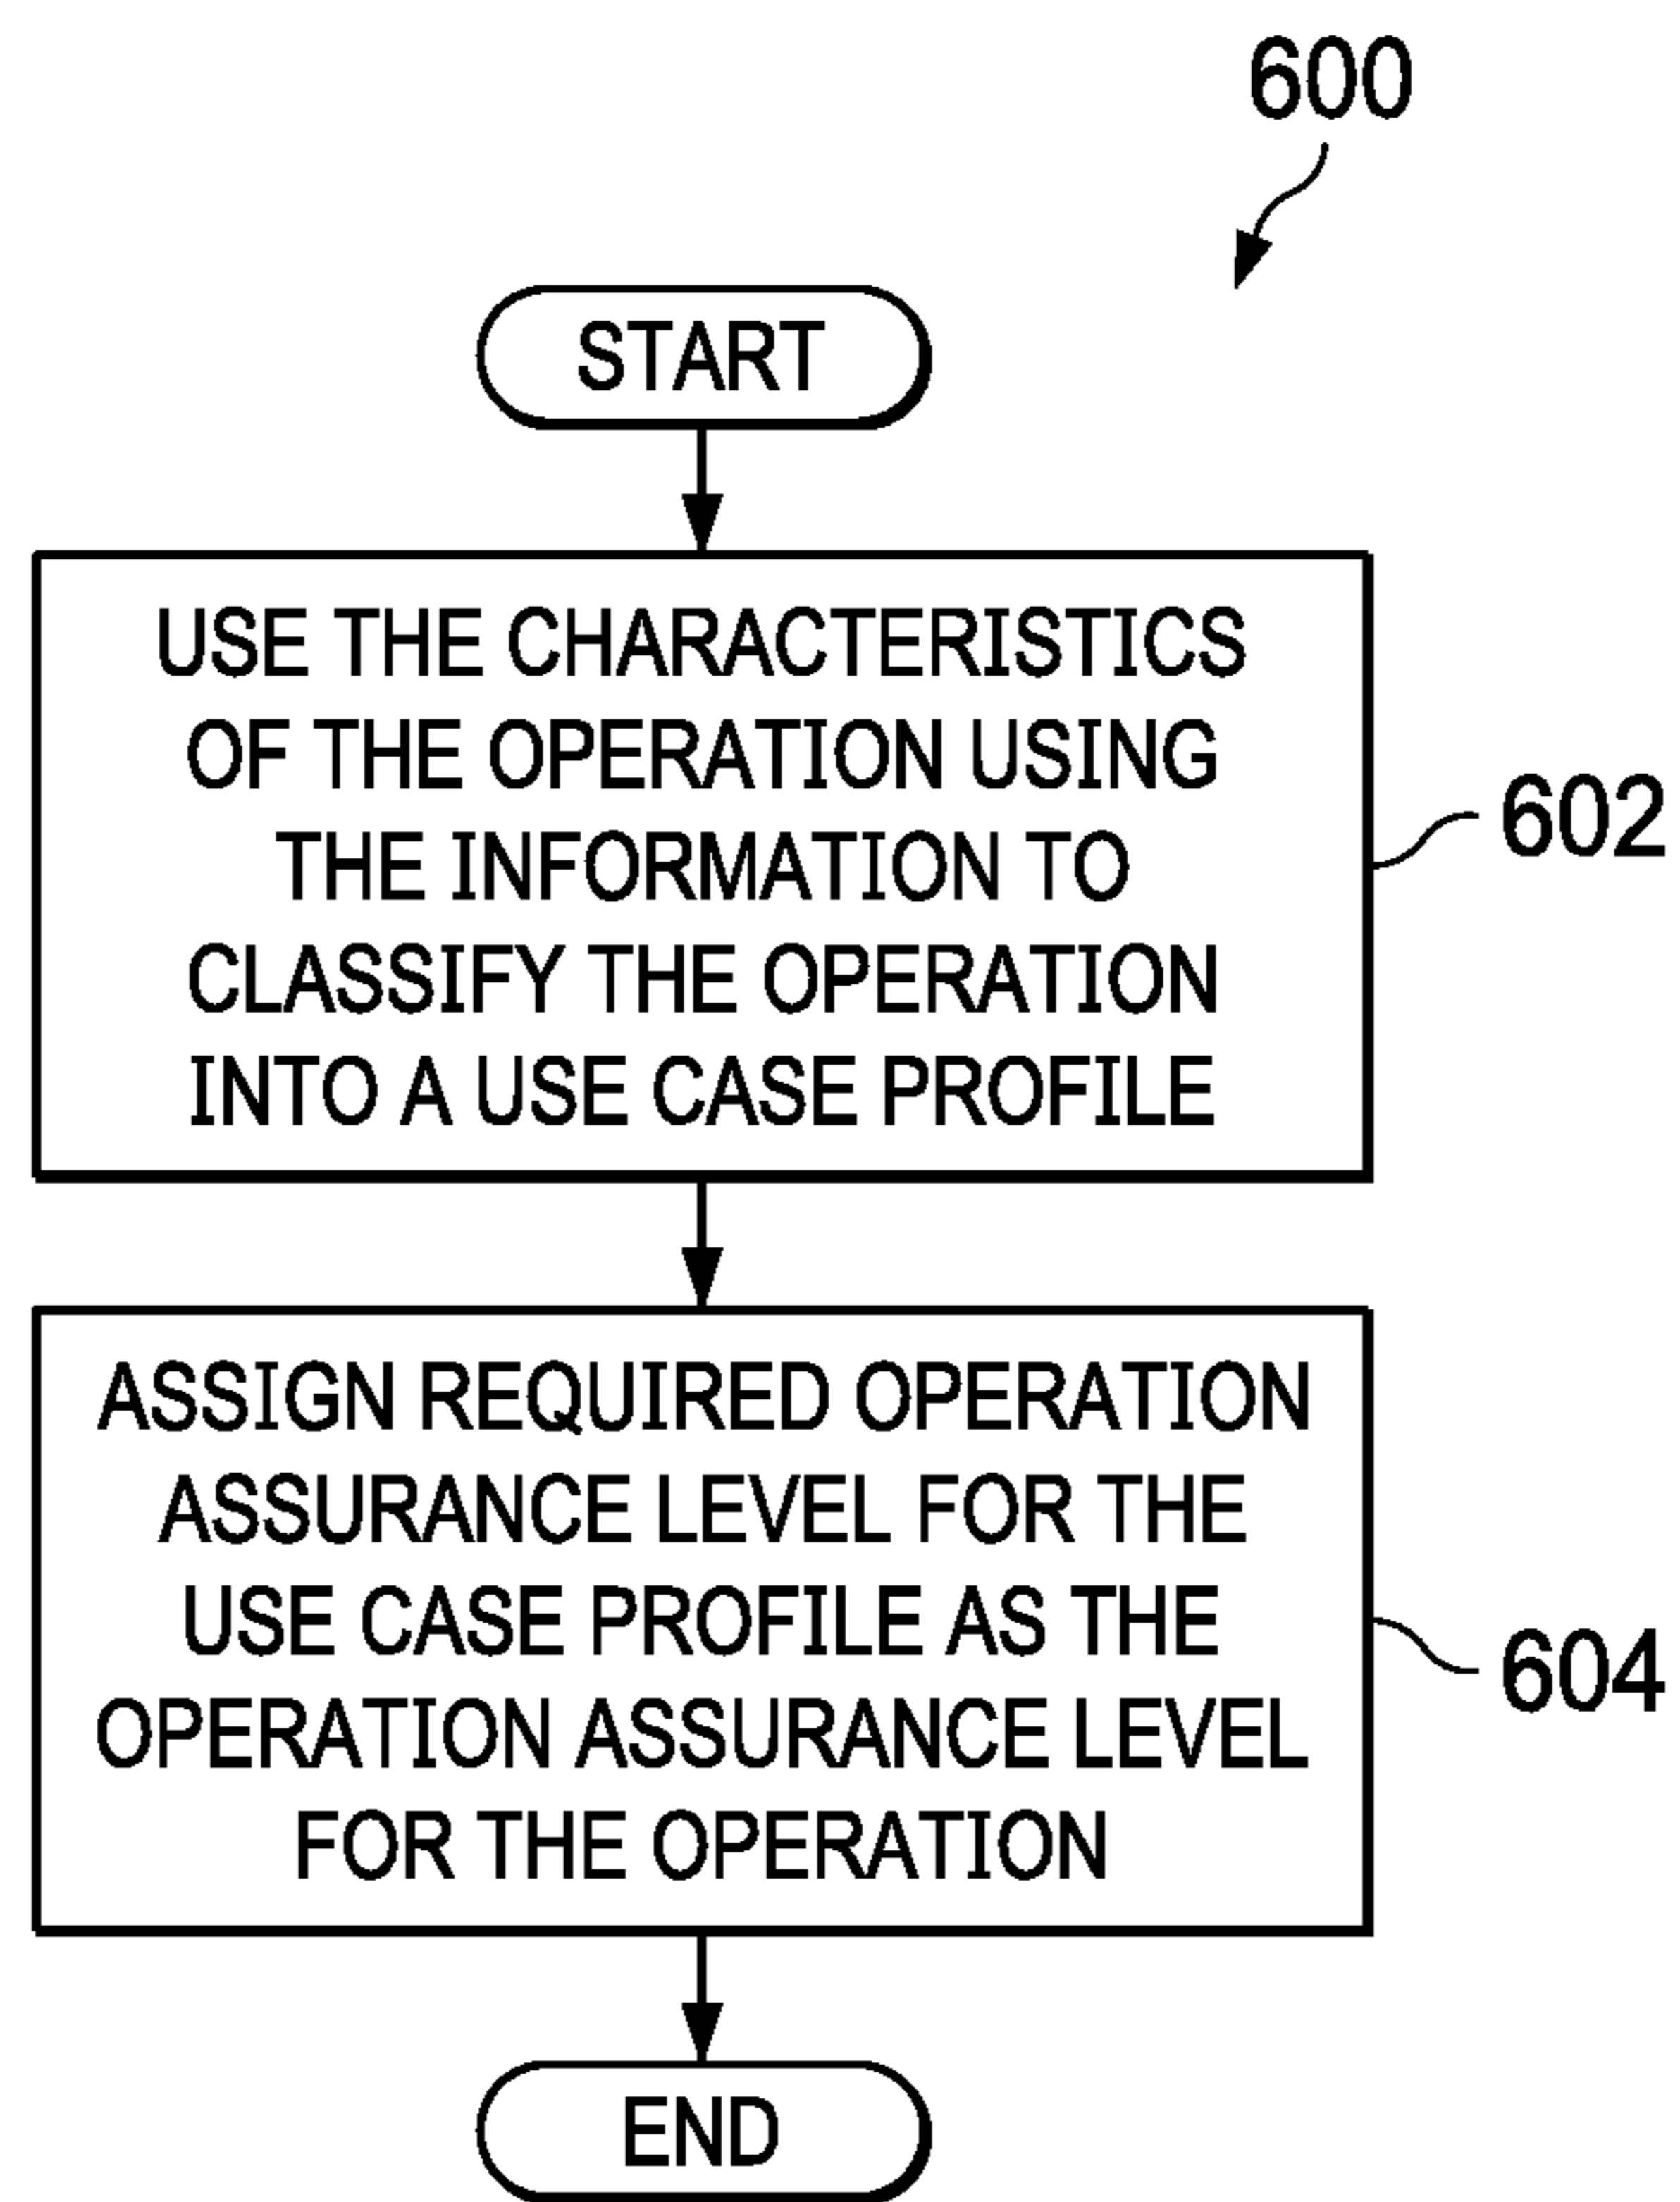 600
START
USE THE CHARACTERISTICS
OF THE OPERATION USING
THE INFORMATION TO
CLASSIFY THE OPERATION
INTO A USE CASE PROFILE
602
ASSIGN REQUIRED OPERATION
ASSURANCE LEVEL FOR THE
USE CASE PROFILE AS THE
OPERATION ASSURANCE LEVEL
FOR THE OPERATION
604
END